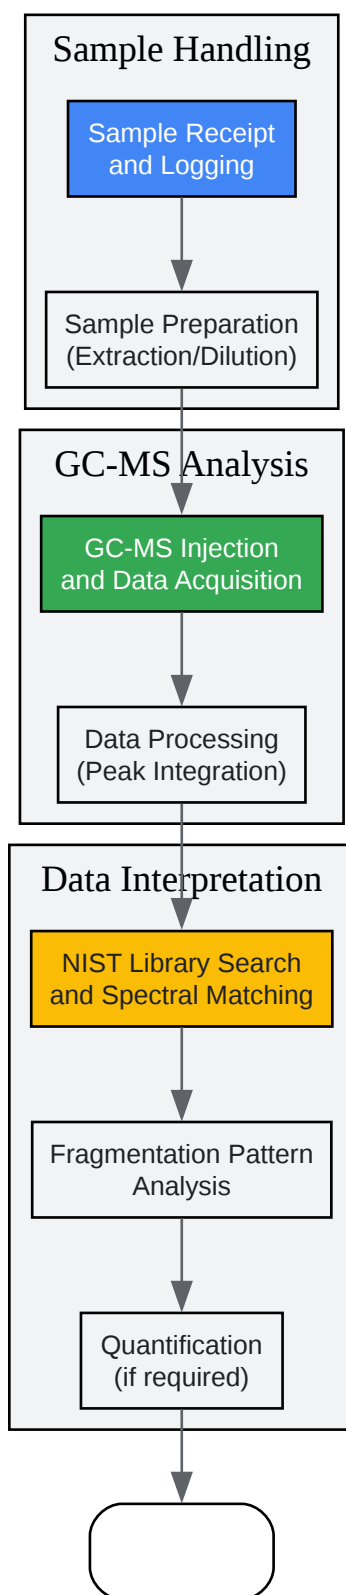 Sample Handling
Sample Receipt
and Logging
Sample Preparation
(Extraction/Dilution)
GC-MS Analysis
GC-MS Injection
and Data Acquisition
Data Processing
(Peak Integration)
Data Interpretation
NIST Library Search
and Spectral Matching
Fragmentation Pattern
Analysis
Quantification
(if required)